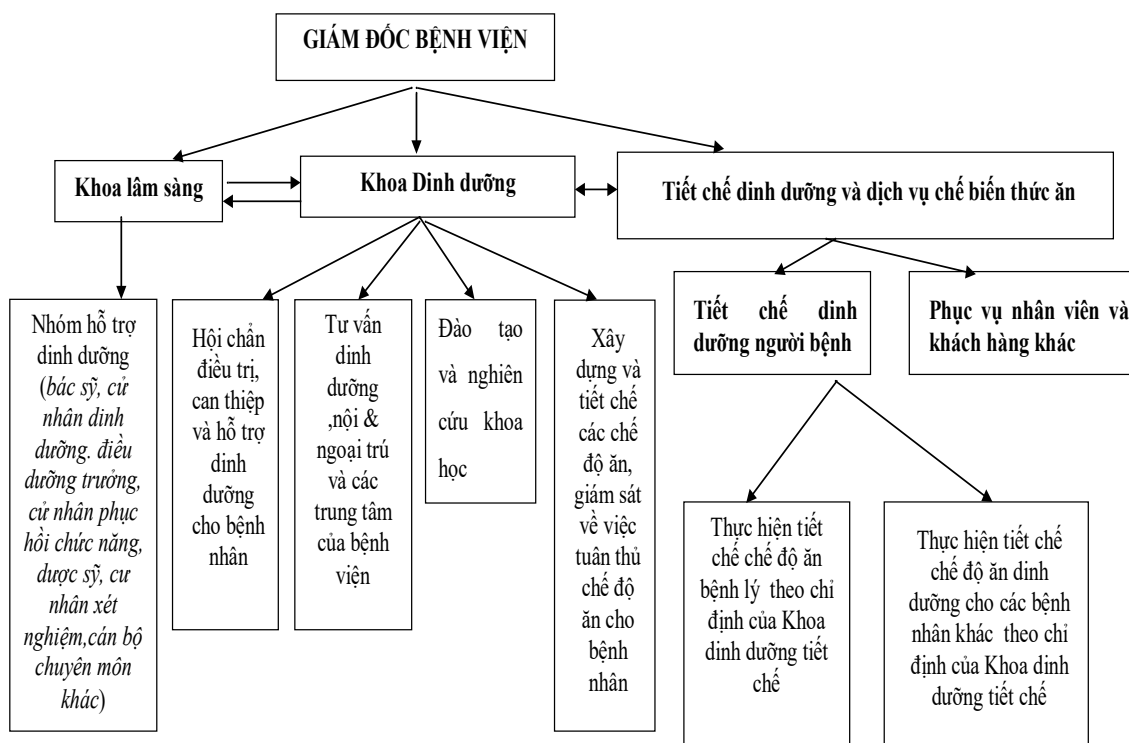 GIÁM ĐỐC BỆNH VIỆN
Khoa lâm sàng
Khoa Dinh dưỡng
Tiết chế dinh dưỡng và dịch vụ chế biến thức ăn
Tiết chế dinh
dưỡng người bệnh
Phục vụ nhân viên và
khách hàng khác
Nhóm hỗ trợ
dinh dưỡng
(bác sỹ, cử
nhân dinh
dưỡng. điều
dưỡng trưởng,
cử nhân phục
hồi chức năng,
dược sỹ, cư
nhân xét
nghiệm,cán bộ
chuyên môn
khác)
Hội chẩn
điều trị,
can thiệp
và hỗ trợ
dinh
dưỡng
cho bệnh
nhân
Tư vấn
dinh
dưỡng
,nội &
ngoại trú
và các
trung tâm
của bệnh
viện
Đào tạo
và nghiên
cứu khoa
học
Xây
dựng và
tiết chế
các chế
độ ăn,
giám sát
về việc
tuân thủ
chế độ
ăn cho
bệnh
nhân
Thực hiện tiết
chế chế độ ăn
bệnh lý theo chỉ
định của Khoa
dinh dưỡng tiết
chế
Thực hiện tiết chế
chế độ ăn dinh
dưỡng cho các bệnh
nhân khác theo chỉ
định của Khoa dinh
dưỡng tiết chế